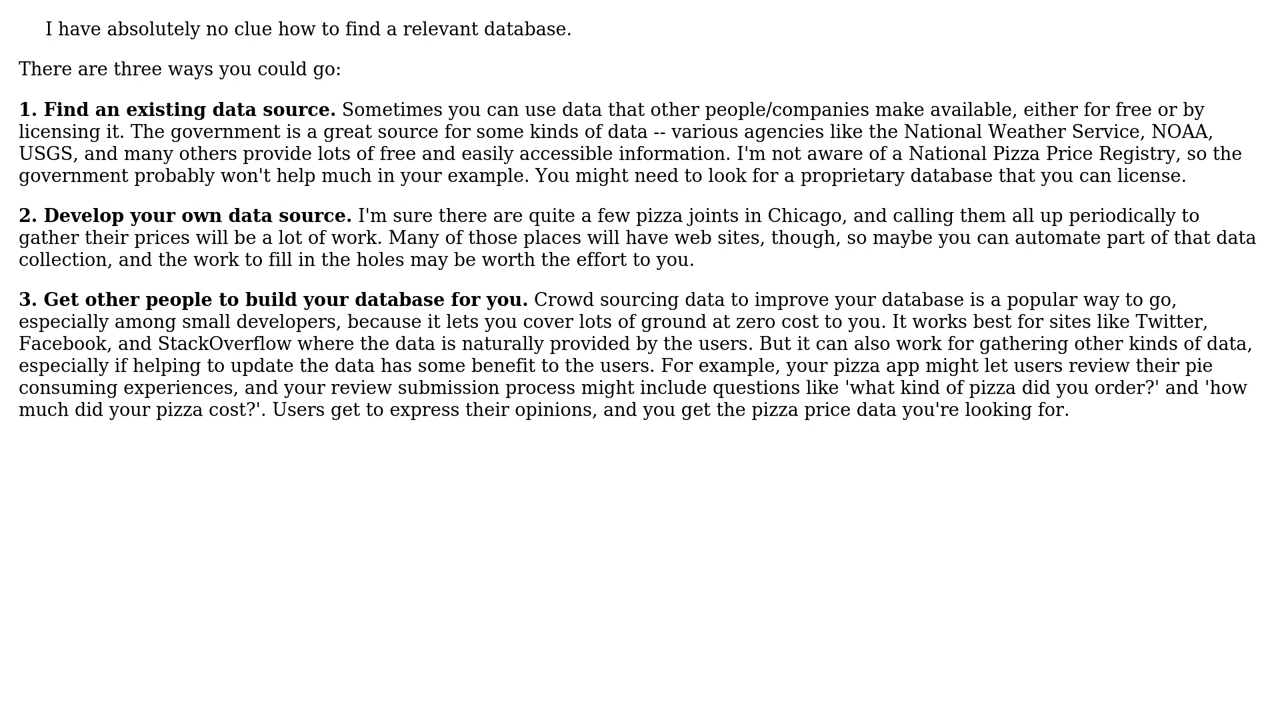 I have absolutely no clue how to find a relevant database.
There are three ways you could go:
1. Find an existing data source. Sometimes you can use data that other people/companies make available, either for free or by
licensing it. The government is a great source for some kinds of data -- various agencies like the National Weather Service, NOAA,
USGS, and many others provide lots of free and easily accessible information. I'm not aware of a National Pizza Price Registry, so the
government probably won't help much in your example. You might need to look for a proprietary database that you can license.
2. Develop your own data source. I'm sure there are quite a few pizza joints in Chicago, and calling them all up periodically to
gather their prices will be a lot of work. Many of those places will have web sites, though, so maybe you can automate part of that data
collection, and the work to fill in the holes may be worth the effort to you.
3. Get other people to build your database for you. Crowd sourcing data to improve your database is a popular way to go,
especially among small developers, because it lets you cover lots of ground at zero cost to you. It works best for sites like Twitter,
Facebook, and StackOverflow where the data is naturally provided by the users. But it can also work for gathering other kinds of data,
especially if helping to update the data has some benefit to the users. For example, your pizza app might let users review their pie
consuming experiences, and your review submission process might include questions like 'what kind of pizza did you order?' and 'how
much did your pizza cost?'. Users get to express their opinions, and you get the pizza price data you're looking for.